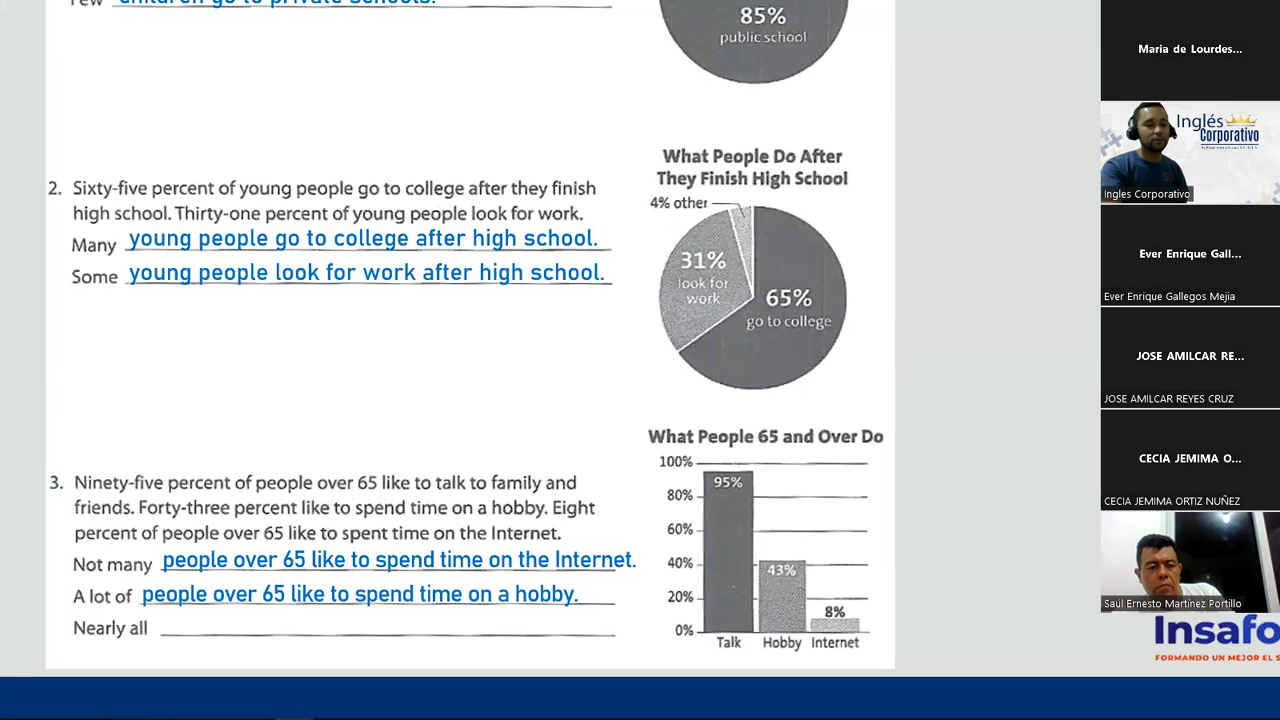 Few children go to private schools.
85%
public school
What People Do After
They Finish High School
4% other
31%
look for
work
65%
go to college
2. Sixty-five percent of young people go to college after they finish
high school. Thirty-one percent of young people look for work.
Many young people go to college after high school.
Some young people look for work after high school.
What People 65 and Over Do
100%
80%
60%
40%
20%
0%
95%
43%
8%
Talk Hobby Internet
3. Ninety-five percent of people over 65 like to talk to family and
friends. Forty-three percent like to spend time on a hobby. Eight
percent of people over 65 like to spent time on the Internet.
Not many people over 65 like to spend time on the Internet.
A lot of people over 65 like to spend time on a hobby.
Nearly all
Maria de Lourdes...
Inglés
Corporativo
Ingles Corporativo
Ever Enrique Gall...
Ever Enrique Gallegos Mejia
JOSE AMILCAR RE...
JOSE AMILCAR REYES CRUZ
CECIA JEMIMA O...
CECIA JEMIMA ORTIZ NUÑEZ
Saúl Ernesto Martínez Portillo
Insafo
FORMANDO UN MEJOR EL S